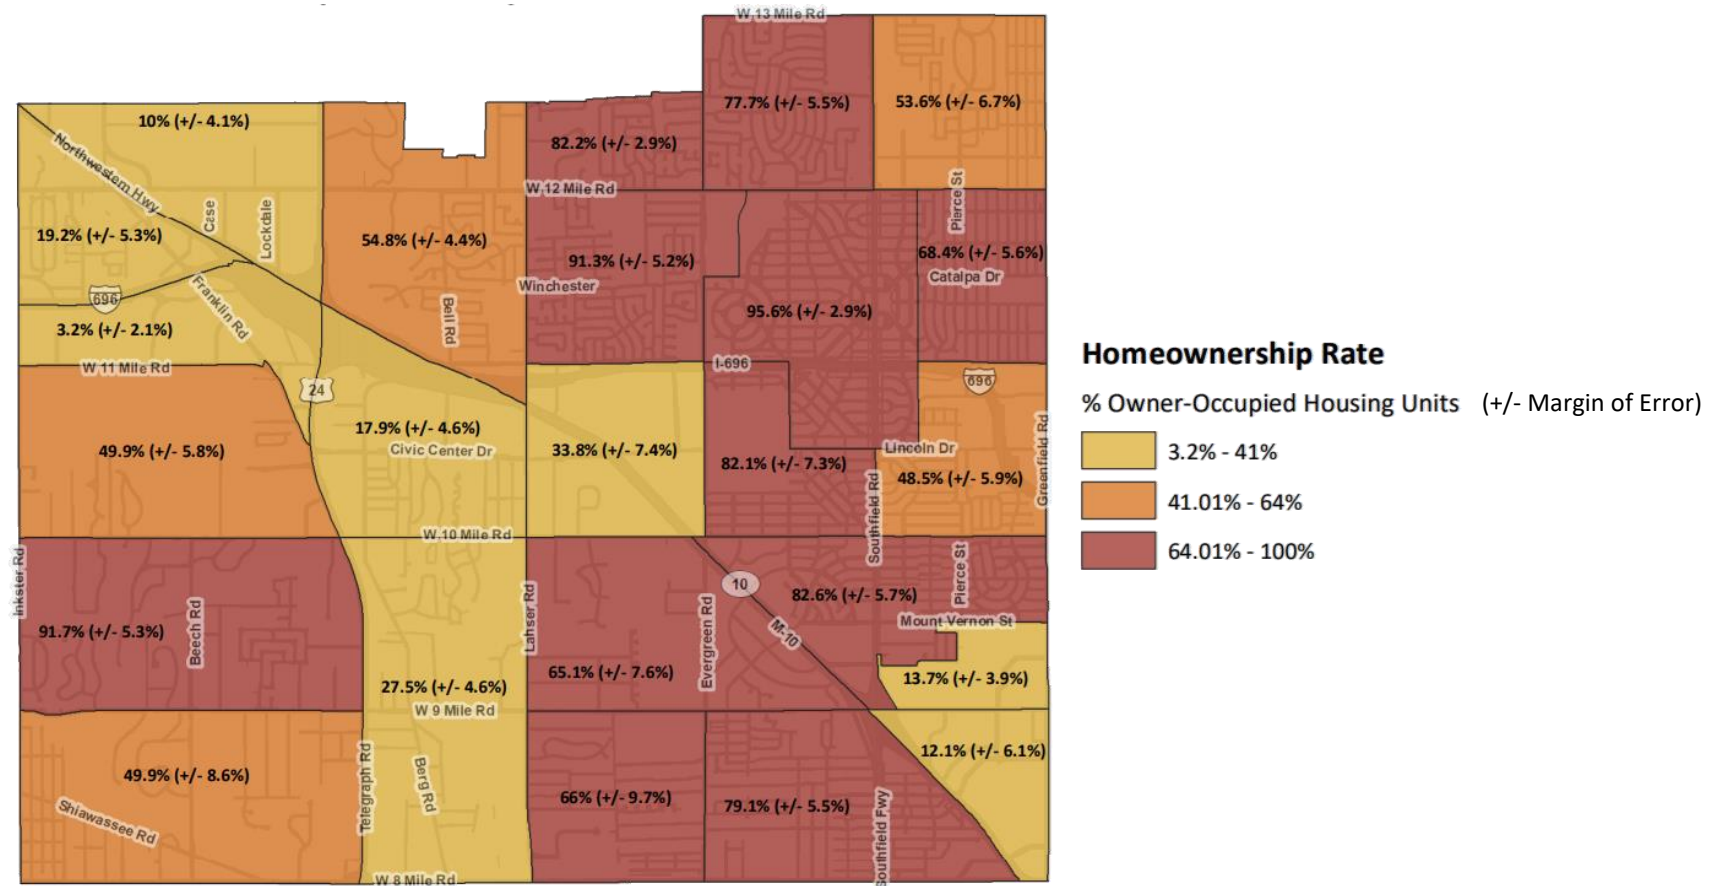 W 13 Mile Rd
77.7% (+/- 5.5%)
53.6% (+/- 6.7%)
10% (+/- 4.1%)
82.2% (+/- 2.9%)
Northwestern Hwy
W 12 Mile Rd
Pierce St
Case
Lockdale
19.2% (+/- 5.3%)
54.8% (+/- 4.4%)
91.3% (+/- 5.2%)
68.4% (+/- 5.6%)
Catalpa Dr
Winchester
696
Franklin Rd
Bell Rd
95.6% (+/- 2.9%)
3.2% (+/- 2.1%)
W 11 Mile Rd
I-696
696
24
49.9% (+/- 5.8%)
17.9% (+/- 4.6%)
Civic Center Dr
33.8% (+/- 7.4%)
82.1% (+/- 7.3%)
Lincoln Dr
48.5% (+/- 5.9%)
Greenfield Rd
Southfield Rd
W 10 Mile Rd
Inkster Rd
Beech Rd
91.7% (+/- 5.3%)
Lahser Rd
10
82.6% (+/- 5.7%)
Pierce St
Mount Vernon St
M-10
Evergreen Rd
65.1% (+/- 7.6%)
27.5% (+/- 4.6%)
13.7% (+/- 3.9%)
W 9 Mile Rd
12.1% (+/- 6.1%)
49.9% (+/- 8.6%)
Shiawassee Rd
Telegraph Rd
Berg Rd
66% (+/- 9.7%)
79.1% (+/- 5.5%)
Southfield Fwy
W 8 Mile Rd
Homeownership Rate
% Owner-Occupied Housing Units (+/- Margin of Error)
3.2% - 41%
41.01% - 64%
64.01% - 100%